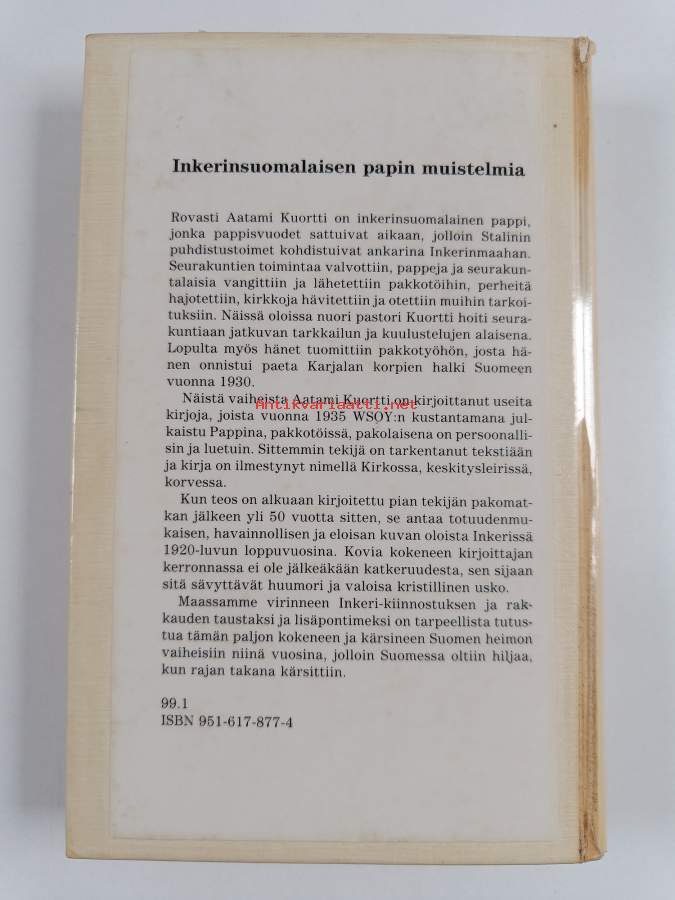 Inkerinsuomalaisen papin muistelmia
Rovasti Aatami Kuortti on inkerinsuomalainen pappi,
jonka pappisvuodet sattuivat aikaan, jolloin Stalinin
puhdistustoimet kohdistuivat ankarina Inkerinmaahan.
Seurakuntien toimintaa valvottiin, pappeja ja seurakun-
talaisia vangittiin ja lähetettiin pakkotöihin, perheitä
hajotettiin, kirkkoja hävitettiin ja otettiin muihin tarkoi-
tuksiin. Näissä oloissa nuori pastori Kuortti hoiti seura-
kuntiaan jatkuvan tarkkailun ja kuulustelujen alaisena.
Lopulta myös hänet tuomittiin pakkotyöhön, josta hä-
nen onnistui paeta Karjalan korpien halki Suomeen
vuonna 1930.
Näistä vaiheista Aatami Kuortti on kirjoittanut useita
Antikvariaatti.net
kirjoja, joista vuonna 1935 WSOY:n kustantamana jul-
kaistu Pappina, pakkotöissä, pakolaisena on persoonalli-
sin ja luetuin. Sittemmin tekijä on tarkentanut tekstiään
ja kirja on ilmestynyt nimellä Kirkossa, keskitysleirissä,
korvessa.
Kun teos on alkuaan kirjoitettu pian tekijän pakomat-
kan jälkeen yli 50 vuotta sitten, se antaa totuudenmu-
kaisen, havainnollisen ja eloisan kuvan oloista Inkerissä
1920-luvun loppuvuosina. Kovia kokeneen kirjoittajan
kerronnassa ei ole jälkeäkään katkeruudesta, sen sijaan
sitä sävyttävät huumori ja valoisa kristillinen usko.
Maassamme virinneen Inkeri-kiinnostuksen ja rak-
kauden taustaksi ja lisäpontimeksi on tarpeellista tutus-
tua tämän paljon kokeneen ja kärsineen Suomen heimon
vaiheisiin niinä vuosina, jolloin Suomessa oltiin hiljaa,
kun rajan takana kärsittiin.
99.1
ISBN 951-617-877-4